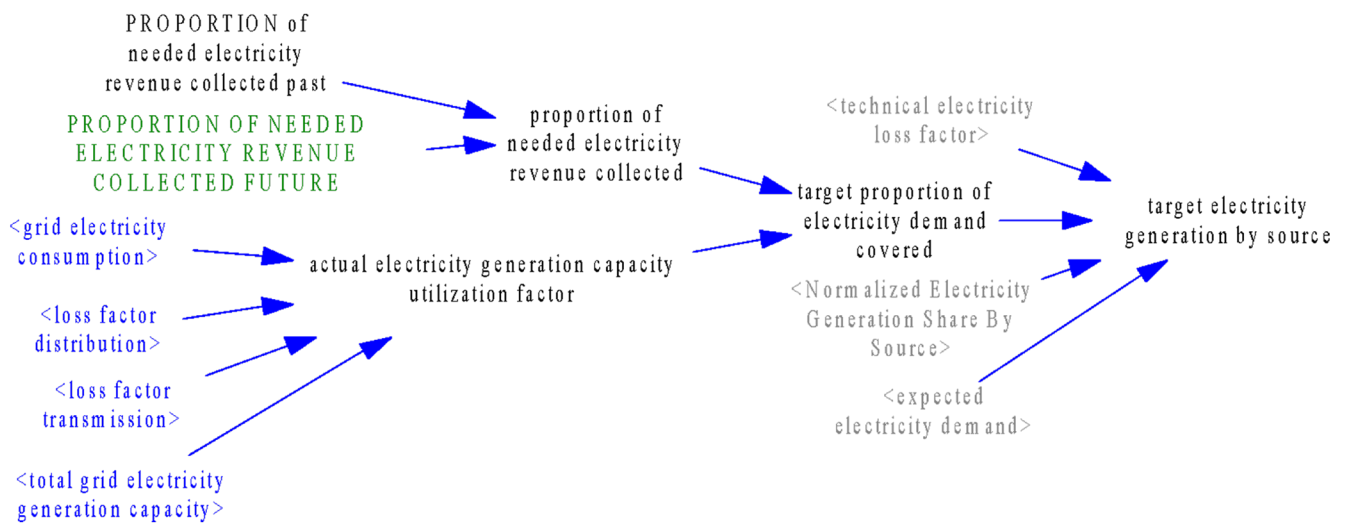 PROPORTION of
needed electricity
revenue collected past
PROPORTION OF NEEDED
ELECTRICITY REVENUE
COLLECTED FUTURE
<grid electricity
consumption>
<loss factor
distribution>
<loss factor
transmission>
<total grid electricity
generation capacity>
proportion of
needed electricity
revenue collected
actual electricity generation capacity
utilization factor
<technical electricity
loss factor>
target proportion of
electricity demand
covered
<Normalized Electricity
Generation Share By
Source>
<expected
electricity demand>
target electricity
generation by source